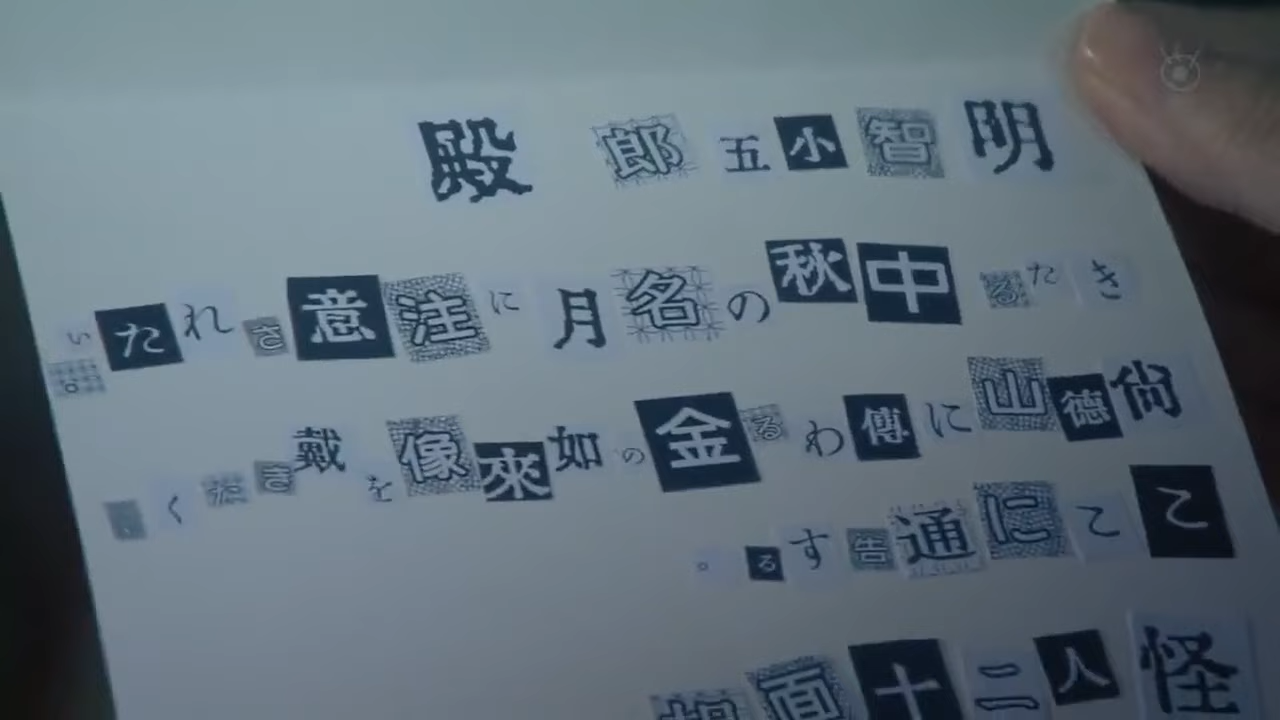 明智小五郎 殿
きたる中秋の名月に注意されたい。
尚徳山に傳わる金の如來像を戴きたく、
ここに通告する。
怪人二十面相